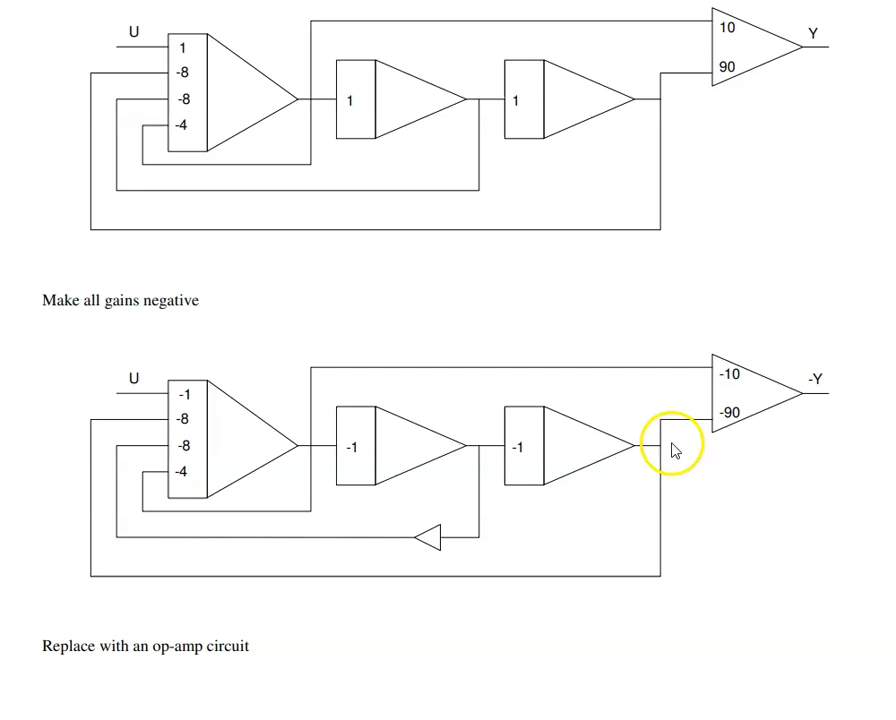 U
1
-8
-8
-4
1
1
10
90
Y
Make all gains negative
U
-1
-8
-8
-4
-1
-1
-10
-90
-Y
Replace with an op-amp circuit